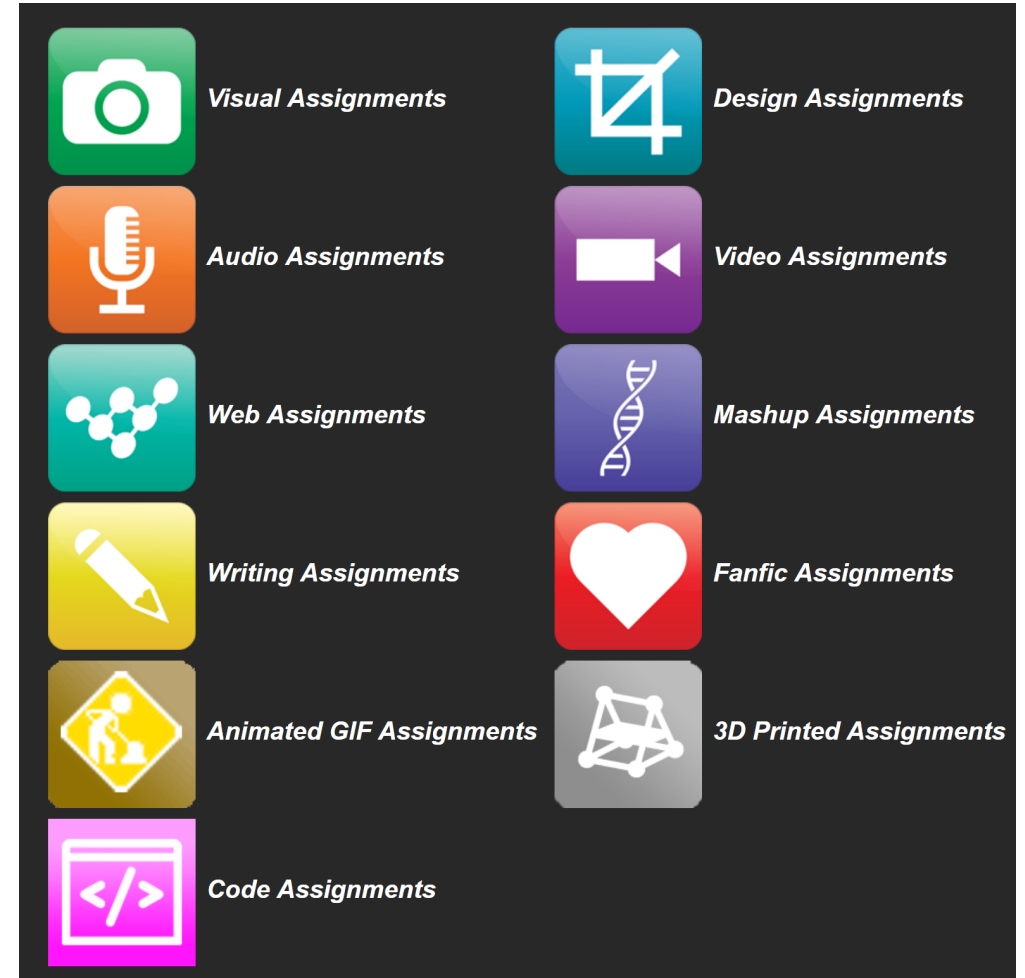 Visual Assignments
Design Assignments
Audio Assignments
Video Assignments
Web Assignments
Mashup Assignments
Writing Assignments
Fanfic Assignments
Animated GIF Assignments
3D Printed Assignments
</>
Code Assignments